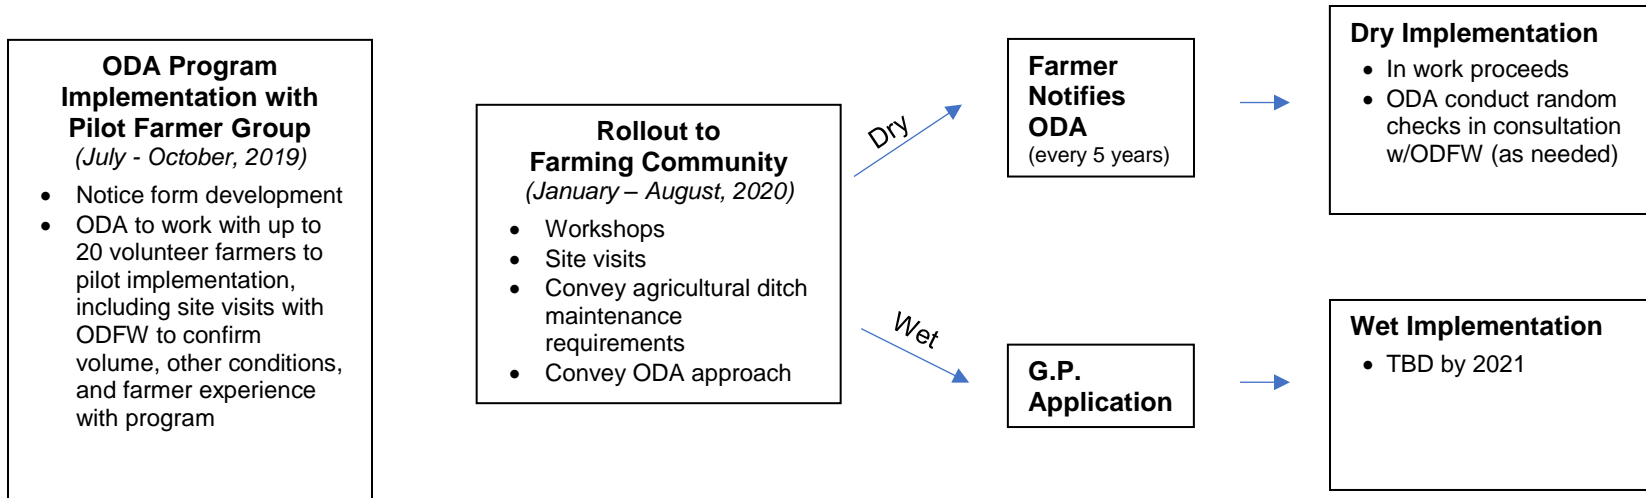 ODA Program
Implementation with
Pilot Farmer Group
(July - October, 2019)
• Notice form development
• ODA to work with up to
20 volunteer farmers to
pilot implementation,
including site visits with
ODFW to confirm
volume, other conditions,
and farmer experience
with program
Rollout to
Farming Community
(January – August, 2020)
• Workshops
• Site visits
• Convey agricultural ditch
maintenance
requirements
• Convey ODA approach
Dry
Farmer
Notifies
ODA
(every 5 years)
Dry Implementation
• In work proceeds
• ODA conduct random
checks in consultation
w/ODFW (as needed)
Wet
G.P.
Application
Wet Implementation
• TBD by 2021